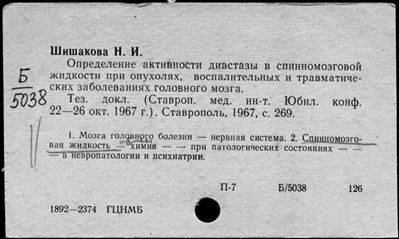 Шишакова Н. И.
Определение активности диастазы в спинномозговой
жидкости при опухолях, воспалительных и травматиче-
ских заболеваниях головного мозга.
Б
5038
Тез. докл. (Ставроп. мед. ин-т. Юбил. конф.
22—26 окт. 1967 г.). Ставрополь, 1967, с. 269.
1. Мозга головного болезни — нервная система. 2. Спинномозго-
вая жидкость — химия — — при патологических состояниях — —
— в невропатологии и психиатрии.
П-7 Б/5038 126
1892—2374 ГЦНМБ